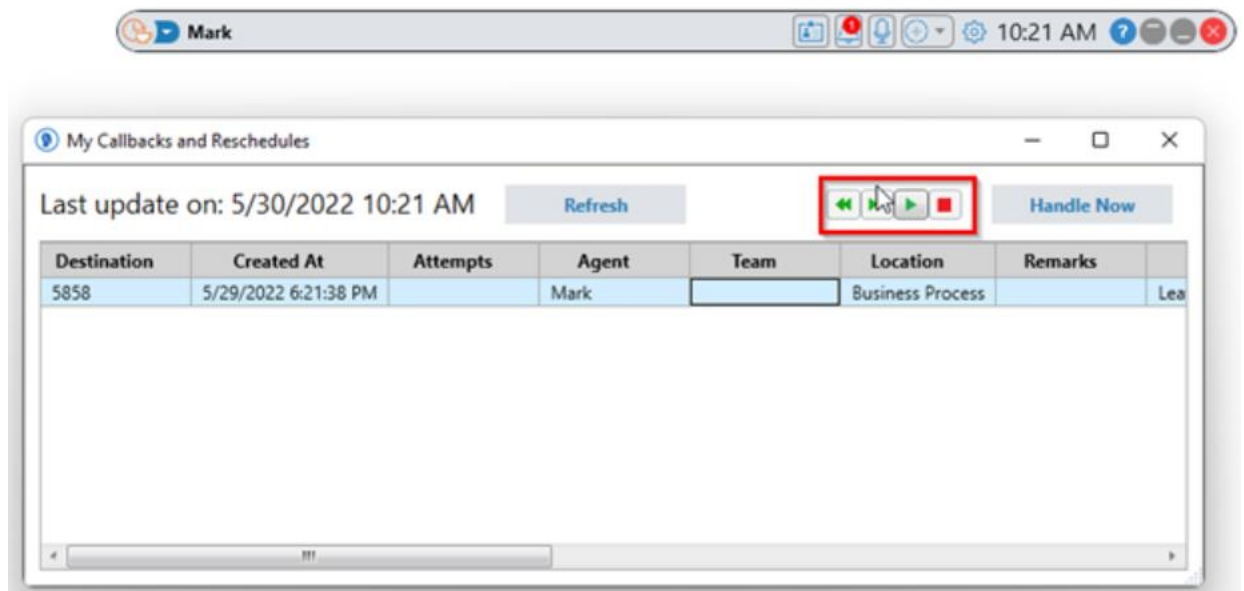 Mark 1 10:21 AM ?
My Callbacks and Reschedules
Last update on: 5/30/2022 10:21 AM Refresh Handle Now
Destination Created At Attempts Agent Team Location Remarks
5858 5/29/2022 6:21:38 PM Mark Business Process Lea